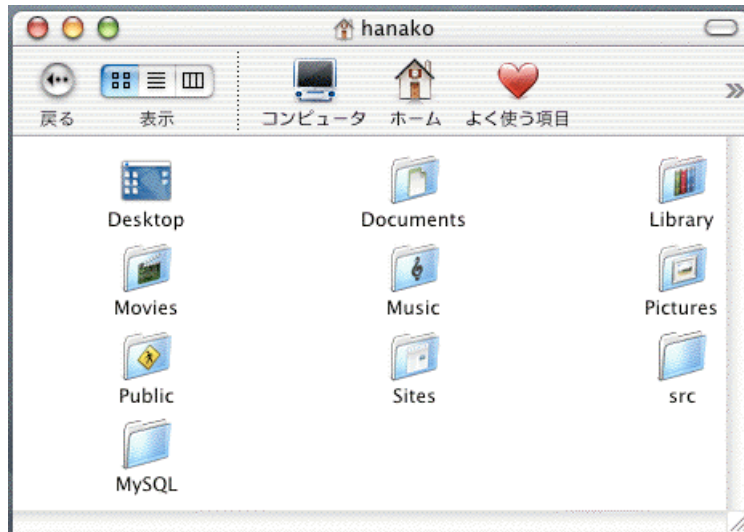 hanako
戻る 表示 コンピュータ ホーム よく使う項目
Desktop Documents Library
Movies Music Pictures
Public Sites src
MySQL